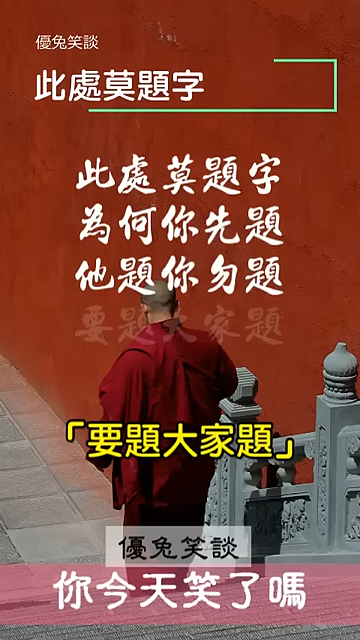 優兔笑談
此處莫題字
此處莫題字
為何你先題
他題你勿題
要題大家題
「要題大家題」
優兔笑談
你今天笑了嗎